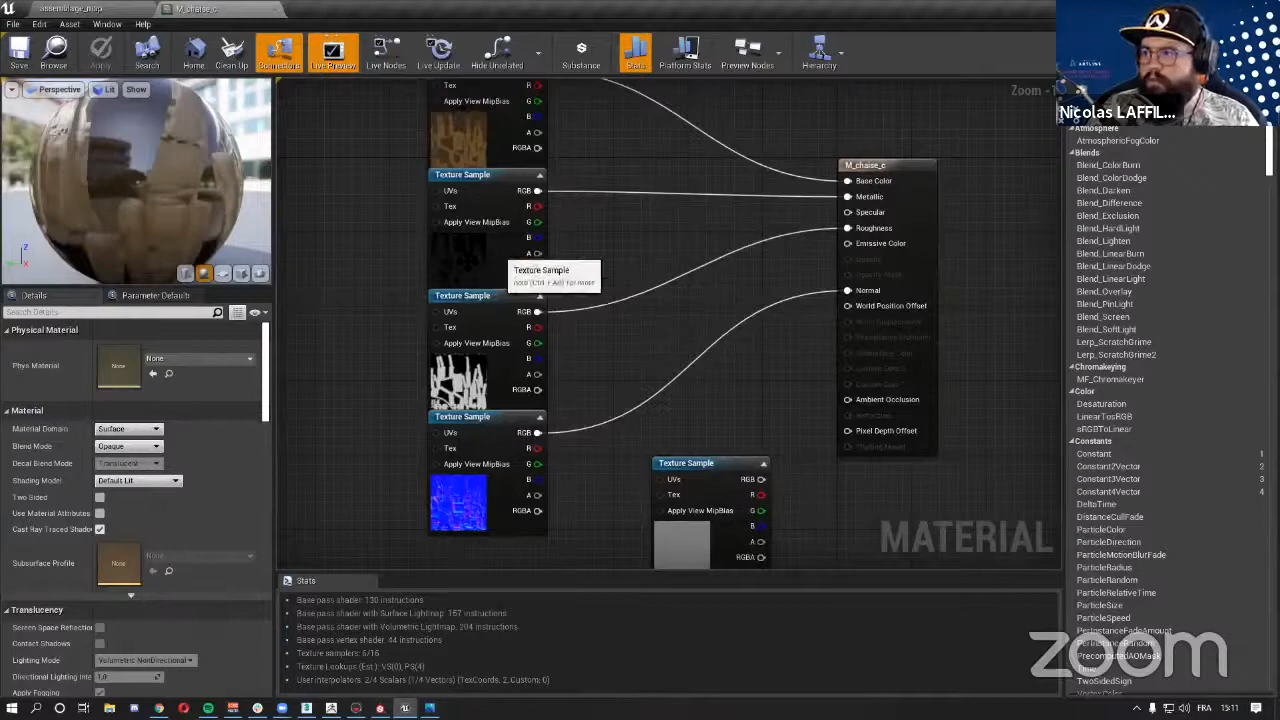 assemblage_map
M_chaise_c
File
Edit
Asset
Window
Help
Save
Browse
Apply
Search
Home
Clean Up
Connectors
Live Preview
Live Nodes
Live Update
Hide Unrelated
Substance
Stats
Platform Stats
Preview Nodes
Hierarchy
Nicolas LAFFIL...
Perspective
Lit
Show
Zoom -1
Tex
R
Apply View MipBias
G
B
A
RGBA
Texture Sample
UVs
RGB
Tex
R
Apply View MipBias
G
B
A
Texture Sample
Texture Sample
UVs
RGB
Tex
R
Apply View MipBias
G
B
A
RGBA
Texture Sample
UVs
RGB
Tex
R
Apply View MipBias
G
B
A
RGBA
Texture Sample
UVs
RGB
Tex
R
Apply View MipBias
G
B
A
RGBA
M_chaise_c
Base Color
Metallic
Specular
Roughness
Emissive Color
Opacity
Opacity Mask
Normal
World Position Offset
Ambient Occlusion
Pixel Depth Offset
MATERIAL
Details
Parameter Defaults
Search Details
Physical Material
Phys Material
None
None
Material
Material Domain
Surface
Blend Mode
Opaque
Decal Blend Mode
Translucent
Shading Model
Default Lit
Two Sided
Use Material Attributes
Cast Ray Traced Shado
Subsurface Profile
None
None
Translucency
Screen Space Reflection
Contact Shadows
Lighting Mode
Volumetric NonDirectional
Directional Lighting Inte
1.0
Apply Fogging
Stats
Base pass shader: 130 instructions
Base pass shader with Surface Lightmap: 157 instructions
Base pass shader with Volumetric Lightmap: 204 instructions
Base pass vertex shader: 44 instructions
Texture samplers: 6/16
Texture Lookups (Est.): VS(0), PS(4)
User interpolators: 2/4 Scalars (1/4 Vectors) (TexCoords: 2, Custom: 0)
Atmosphere
AtmosphericFogColor
Blends
Blend_ColorBurn
Blend_ColorDodge
Blend_Darken
Blend_Difference
Blend_Exclusion
Blend_HardLight
Blend_Lighten
Blend_LinearBurn
Blend_LinearDodge
Blend_Overlay
Blend_PinLight
Blend_Screen
Blend_SoftLight
Lerp_ScratchGrime
Lerp_ScratchGrime2
Chromakeying
MF_Chromakeyer
Color
Desaturation
LinearTosRGB
sRGBToLinear
Constants
Constant 1
Constant2Vector 2
Constant3Vector 3
Constant4Vector 4
DeltaTime
DistanceCullFade
ParticleColor
ParticleDirection
ParticleMotionBlurFade
ParticleRadius
ParticleRandom
ParticleRelativeTime
ParticleSize
ParticleSpeed
PerInstanceFadeAmount
PerInstanceRandom
PrecomputedAOMask
Time
TwoSidedSign
VertexColor
zoom
FRA
15:11